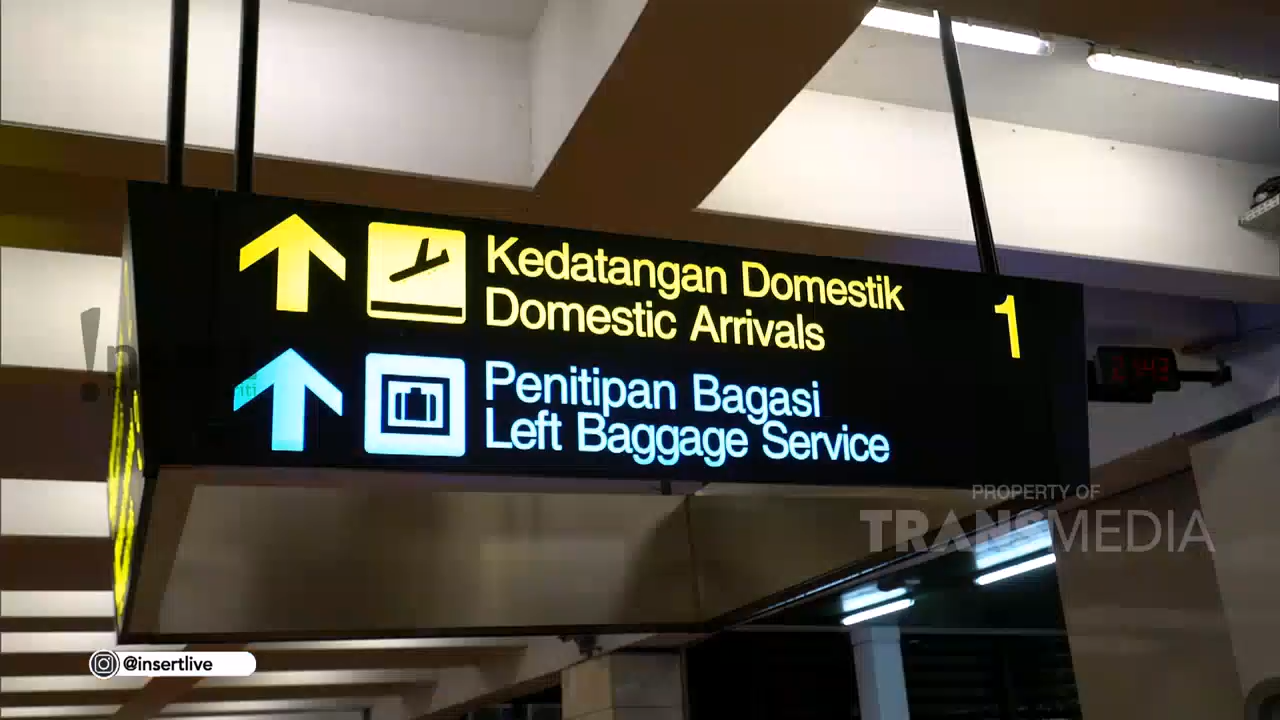 Kedatangan Domestik
Domestic Arrivals
1
Penitipan Bagasi
Left Baggage Service
PROPERTY OF
TRANSMEDIA
@insertlive